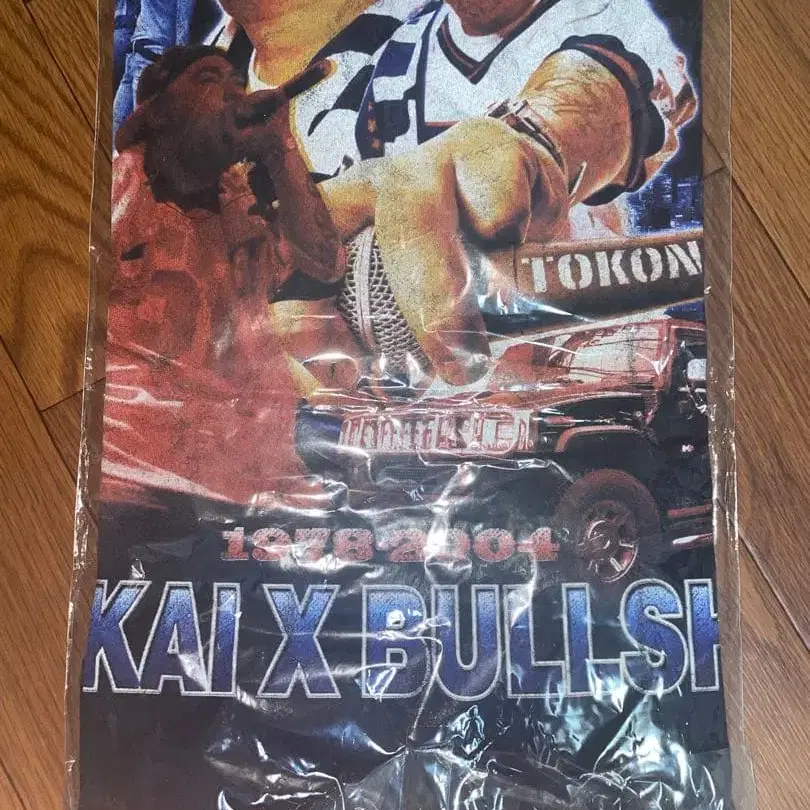 TOKON
1978-2004
KAI X BULLSH